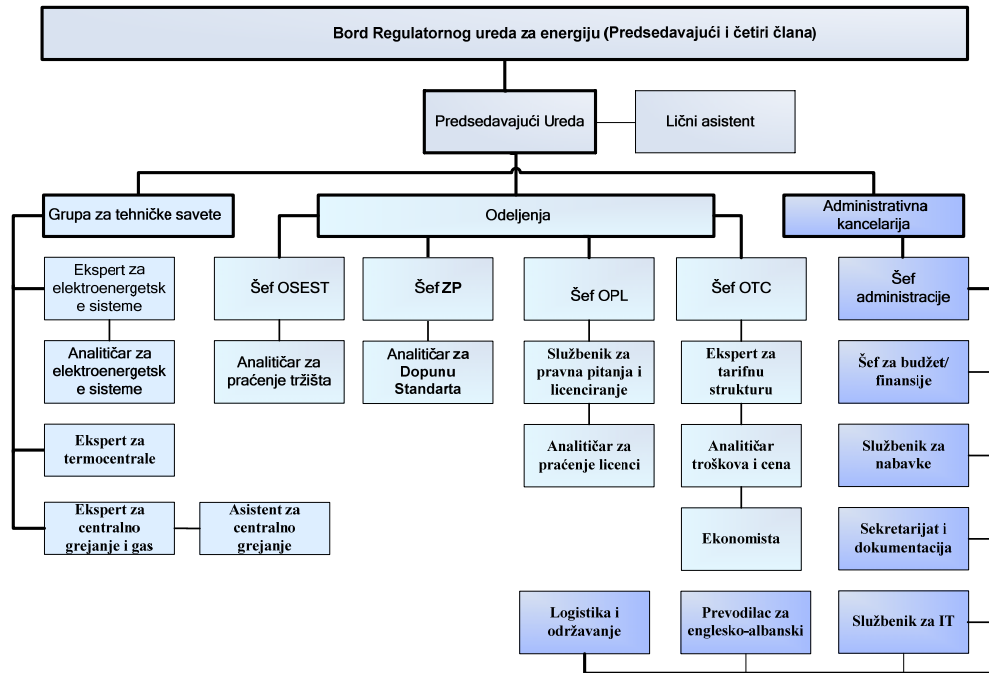 Bord Regulatornog ureda za energiju (Predsedavajući i četiri člana)
Predsedavajući Ureda
Lični asistent
Grupa za tehničke savete
Odeljenja
Administrativna
kancelarija
Ekspert za
elektroenergetsk
e sisteme
Šef OSEST
Šef ZP
Šef OPL
Šef OTC
Šef
administracije
Analitičar za
elektroenergetsk
e sisteme
Analitičar za
praćenje tržišta
Analitičar za
Dopunu
Standarta
Službenik za
pravna pitanja i
licenciranje
Ekspert za
tarifnu
strukturu
Šef za budžet/
finansije
Ekspert za
termocentrale
Analitičar za
praćenje licenci
Analitičar
troškova i cena
Službenik za
nabavke
Ekspert za
centralno
grejanje i gas
Asistent za
centralno
grejanje
Ekonomista
Sekretarijat i
dokumentacija
Logistika i
održavanje
Prevodilac za
englesko-albanski
Službenik za IT